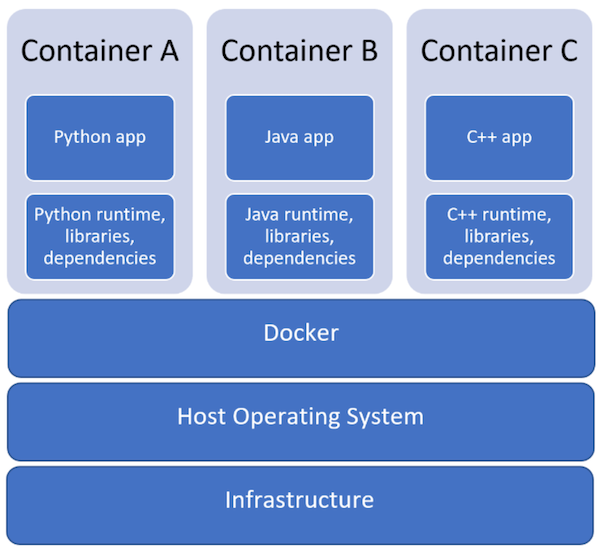 Container A
Container B
Container C
Python app
Java app
C++ app
Python runtime,
libraries,
dependencies
Java runtime,
libraries,
dependencies
C++ runtime,
libraries,
dependencies
Docker
Host Operating System
Infrastructure